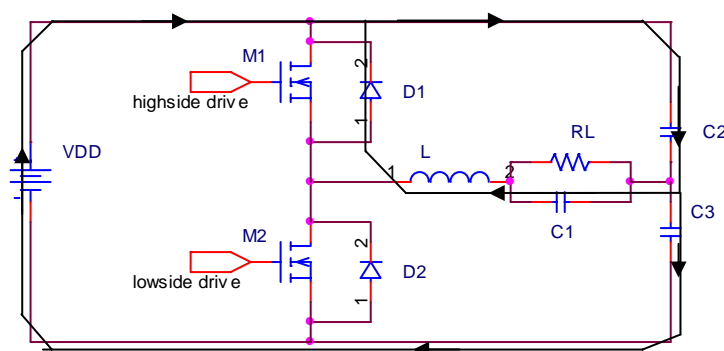 M1
2
highside drive
D1
1
C2
VDD
RL
L
1
2
C3
C1
M2
2
D2
lowside drive
1